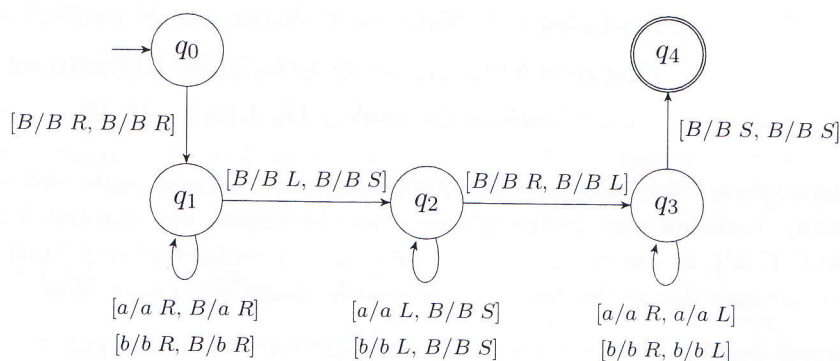 q0 q4
[B/B R, B/B R] [B/B S, B/B S]
q1 [B/B L, B/B S] q2 [B/B R, B/B L] q3
[a/a R, B/a R] [a/a L, B/B S] [a/a R, a/a L]
[b/b R, B/b R] [b/b L, B/B S] [b/b R, b/b L]